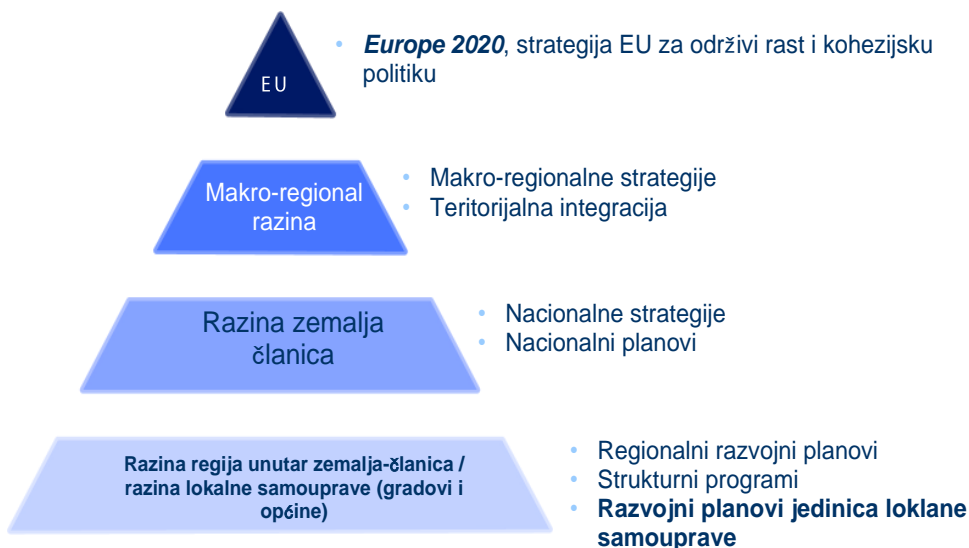 EU
• Europe 2020, strategija EU za održivi rast i kohezijsku
politiku
Makro-regional
razina
• Makro-regionalne strategije
• Teritorijalna integracija
Razina zemalja
članica
• Nacionalne strategije
• Nacionalni planovi
Razina regija unutar zemalja-članica /
razina lokalne samouprave (gradovi i
općine)
• Regionalni razvojni planovi
• Strukturni programi
• Razvojni planovi jedinica loklane
samouprave